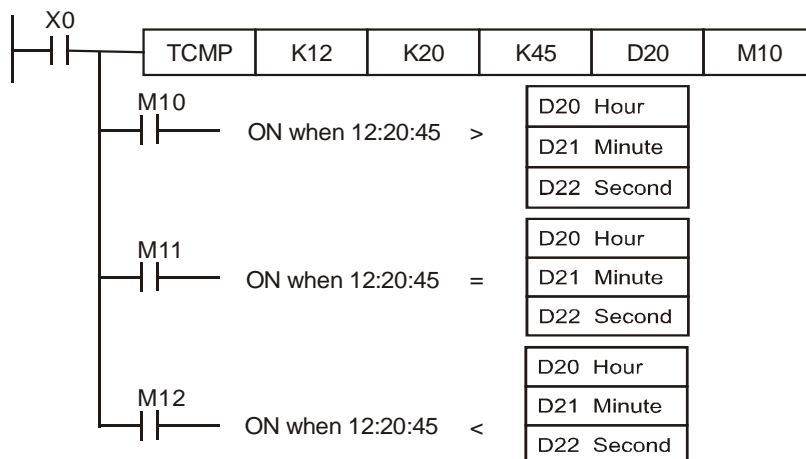 X0
TCMP K12 K20 K45 D20 M10
M10
ON when 12:20:45 >
D20 Hour
D21 Minute
D22 Second
M11
ON when 12:20:45 =
D20 Hour
D21 Minute
D22 Second
M12
ON when 12:20:45 <
D20 Hour
D21 Minute
D22 Second